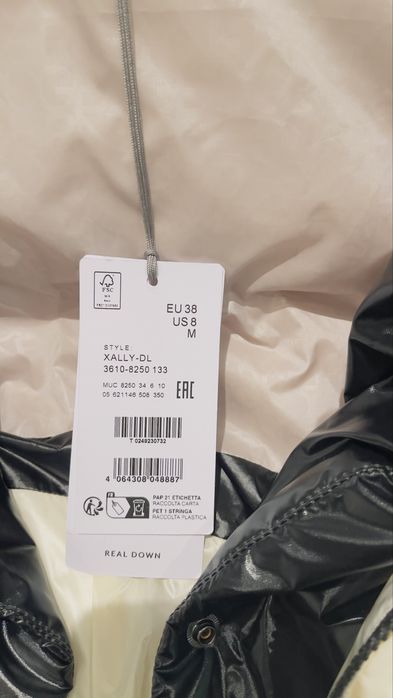 FSC
EU 38
US 8
M
STYLE:
XALLY-DL
3610-8250 133
MUC 8250 34 6 10
05 621146 508 350
EAC
T 0249230732
4 064308 048887
PAP 21 ETICHETTA
RACCOLTA CARTA
PET 1 STRINGA
RACCOLTA PLASTICA
REAL DOWN